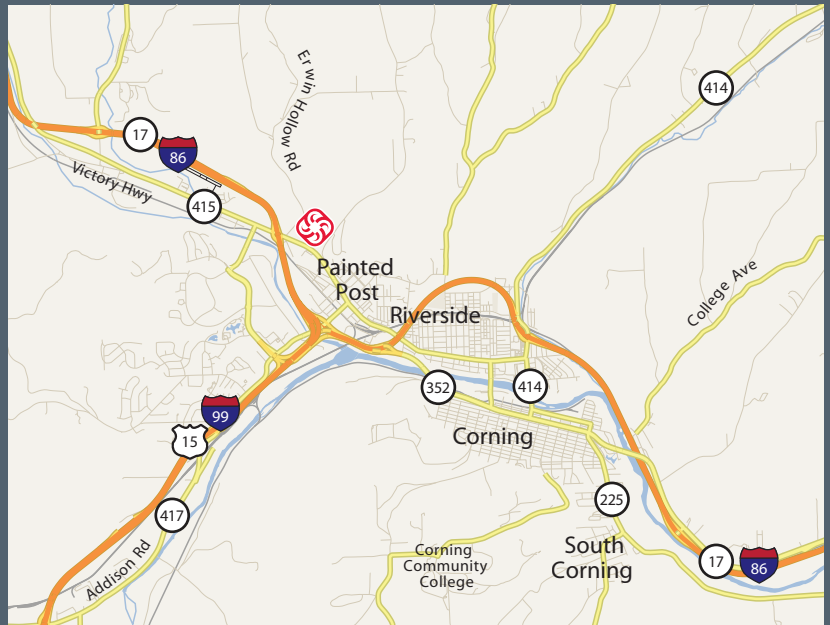 414
Erwin Hollow Rd
17
86
Victory Hwy
415
Painted
Post
College Ave
Riverside
352
414
99
15
Corning
417
225
Addison Rd
Corning
Community
College
South
Corning
17
86